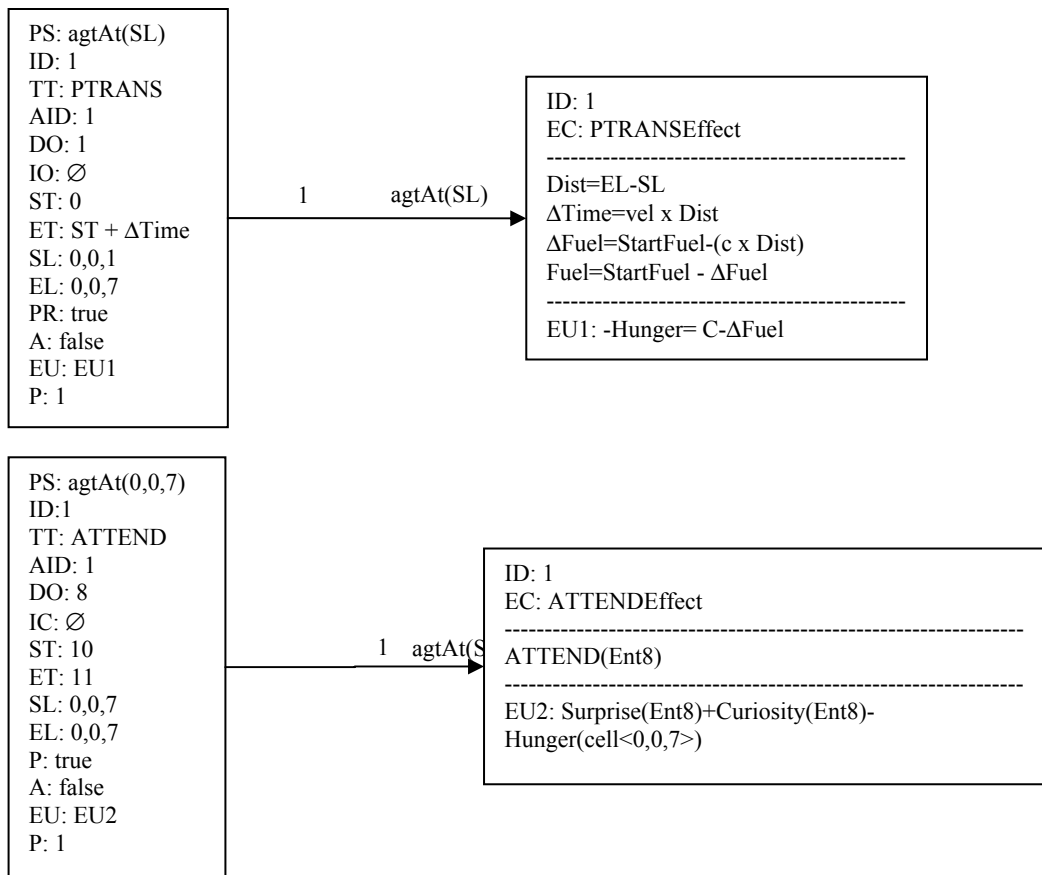 PS: agtAt(SL)
ID: 1
TT: PTRANS
AID: 1
DO: 1
IO: ∅
ST: 0
ET: ST + ΔTime
SL: 0,0,1
EL: 0,0,7
PR: true
A: false
EU: EU1
P: 1
1 agtAt(SL)
ID: 1
EC: PTRANSEffect
--------------------------------------------
Dist=EL-SL
ΔTime=vel x Dist
ΔFuel=StartFuel-(c x Dist)
Fuel=StartFuel - ΔFuel
--------------------------------------------
EU1: -Hunger= C-ΔFuel
PS: agtAt(0,0,7)
ID:1
TT: ATTEND
AID: 1
DO: 8
IC: ∅
ST: 10
ET: 11
SL: 0,0,7
EL: 0,0,7
P: true
A: false
EU: EU2
P: 1
1 agtAt(S
ID: 1
EC: ATTENDEffect
----------------------------------------------------------------
ATTEND(Ent8)
----------------------------------------------------------------
EU2: Surprise(Ent8)+Curiosity(Ent8)-
Hunger(cell<0,0,7>)